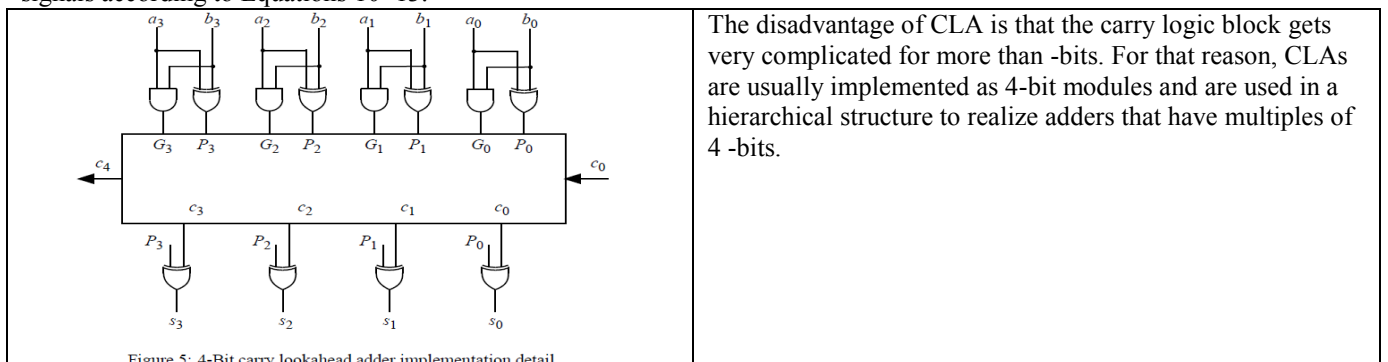 signals according to Equations 10–13.
a3 b3 a2 b2 a1 b1 a0 b0
G3 P3 G2 P2 G1 P1 G0 P0
c4 c0
c3 c2 c1 c0
P3 P2 P1 P0
s3 s2 s1 s0
Figure 5: 4-Bit carry lookahead adder implementation detail
The disadvantage of CLA is that the carry logic block gets
very complicated for more than -bits. For that reason, CLAs
are usually implemented as 4-bit modules and are used in a
hierarchical structure to realize adders that have multiples of
4 -bits.